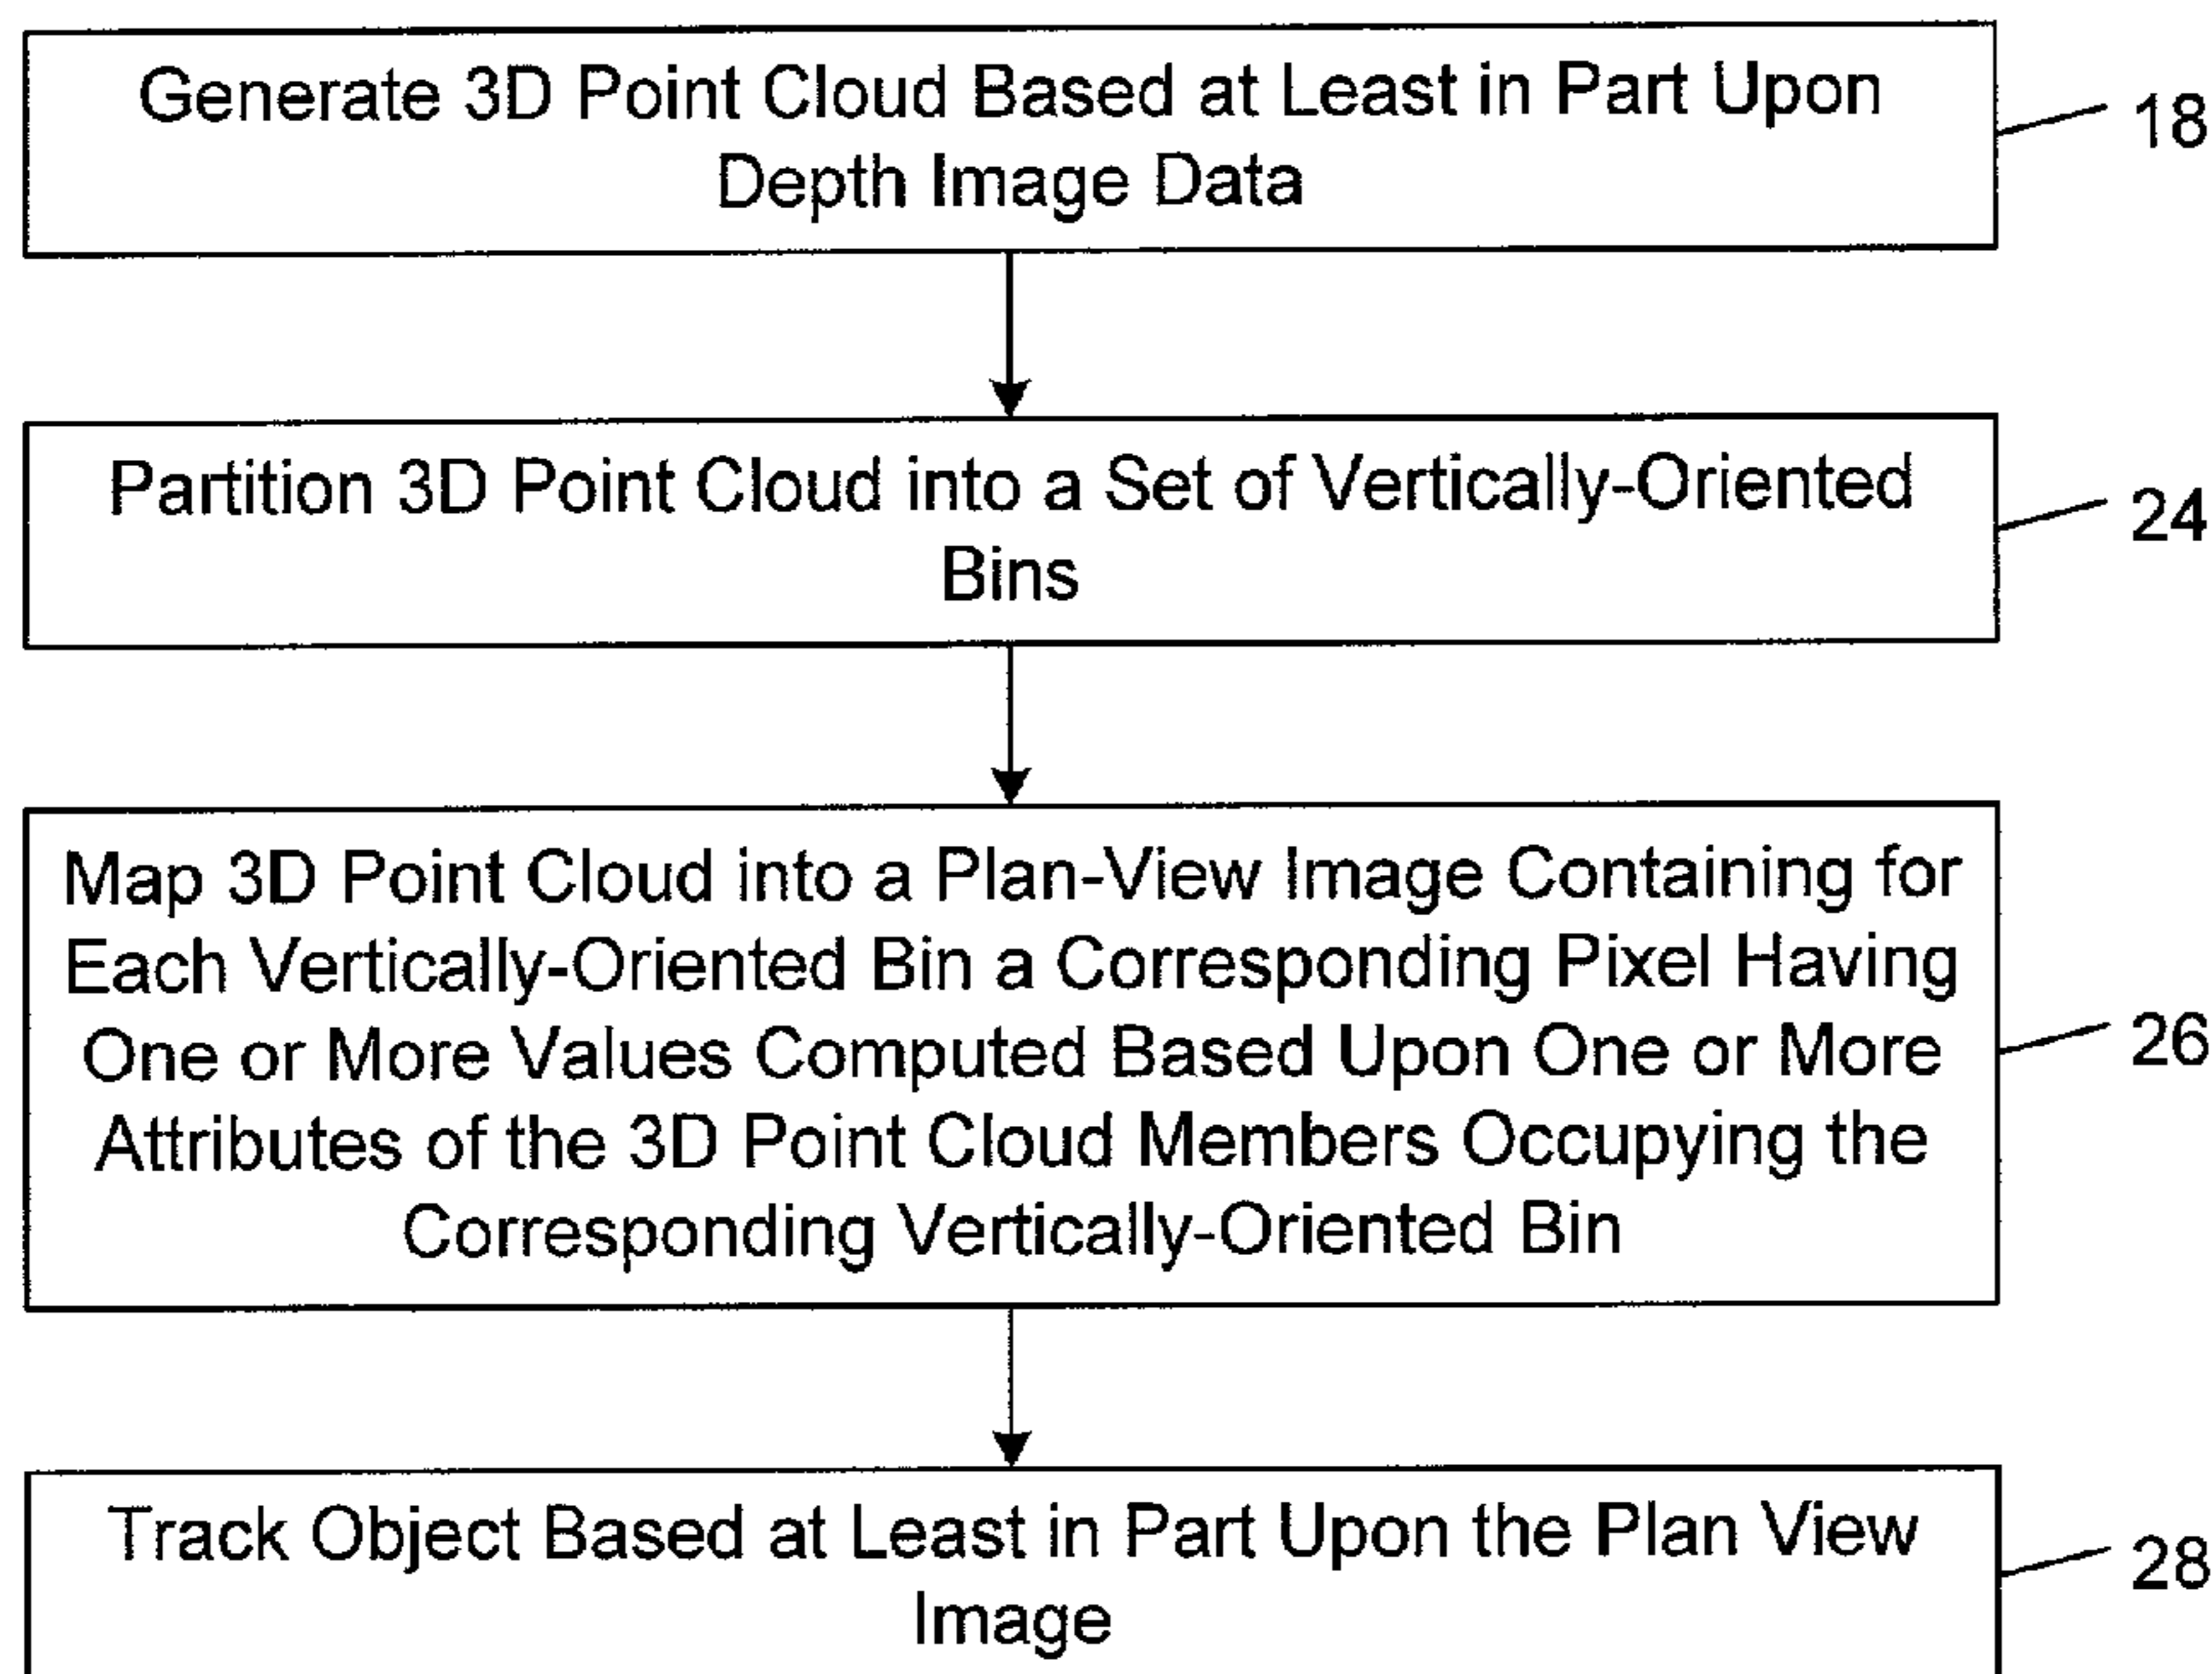 Generate 3D Point Cloud Based at Least in Part Upon
Depth Image Data
18
Partition 3D Point Cloud into a Set of Vertically-Oriented
Bins
24
Map 3D Point Cloud into a Plan-View Image Containing for
Each Vertically-Oriented Bin a Corresponding Pixel Having
One or More Values Computed Based Upon One or More
Attributes of the 3D Point Cloud Members Occupying the
Corresponding Vertically-Oriented Bin
26
Track Object Based at Least in Part Upon the Plan View
Image
28